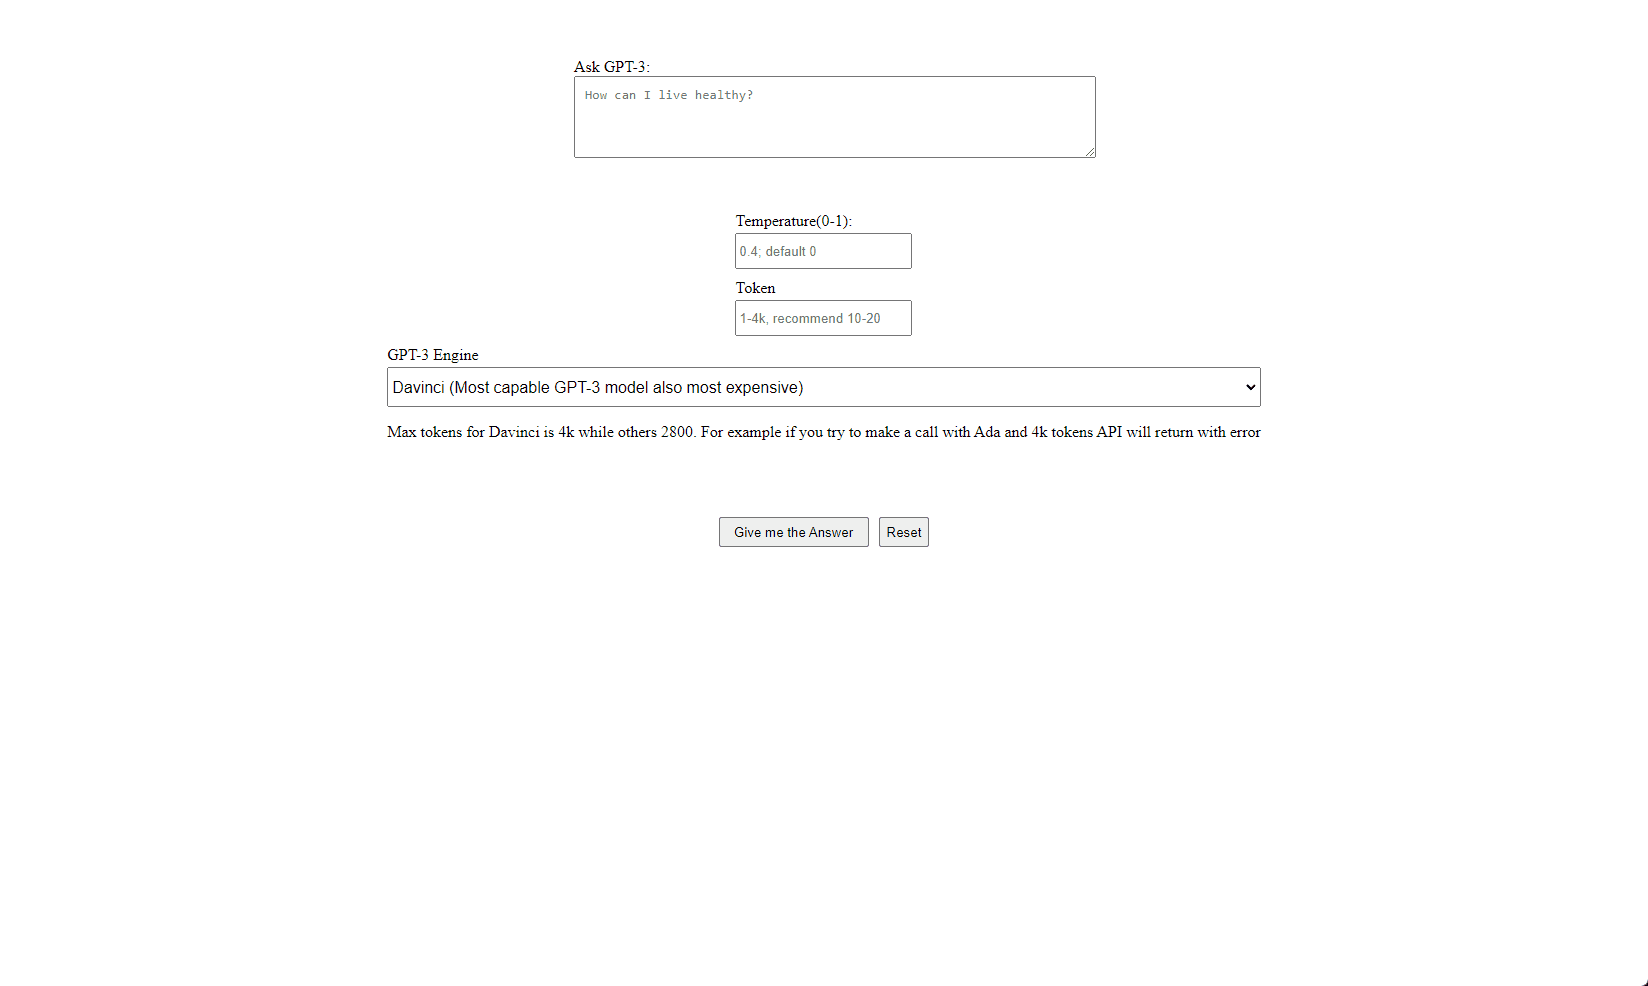 Ask GPT-3:
How can I live healthy?
Temperature(0-1):
0.4; default 0
Token
1-4k, recommend 10-20
GPT-3 Engine
Davinci (Most capable GPT-3 model also most expensive)
Max tokens for Davinci is 4k while others 2800. For example if you try to make a call with Ada and 4k tokens API will return with error
Give me the Answer Reset